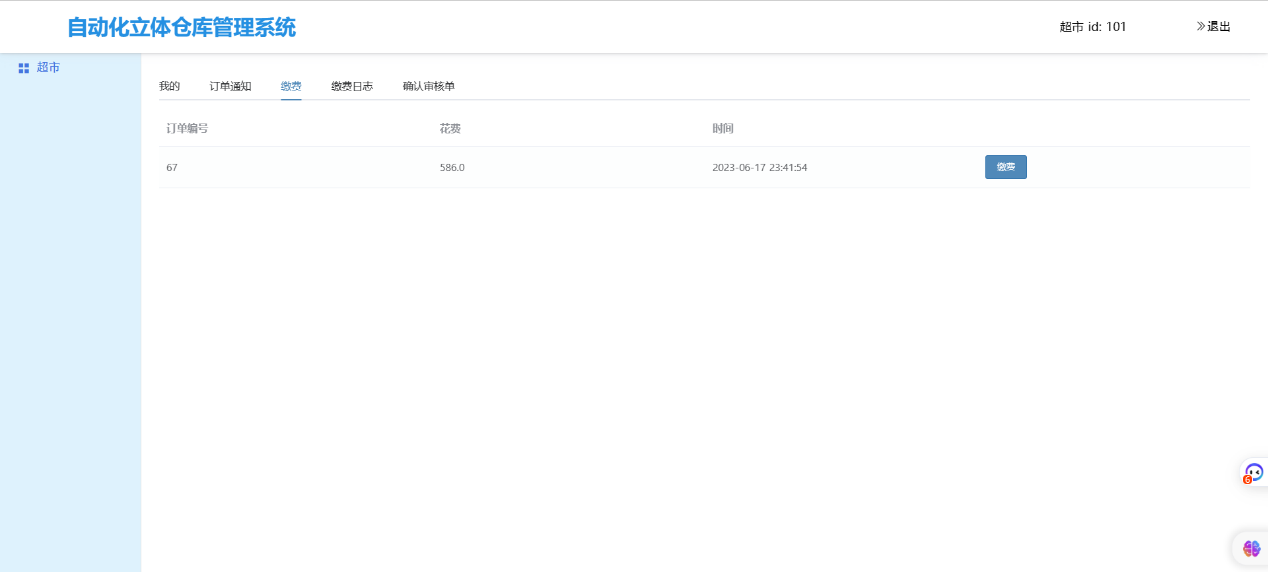 自动化立体仓库管理系统
超市 id: 101
退出
超市
我的 订单通知 缴费 缴费日志 确认审核单
订单编号 花费 时间
67 586.0 2023-06-17 23:41:54 缴费
6